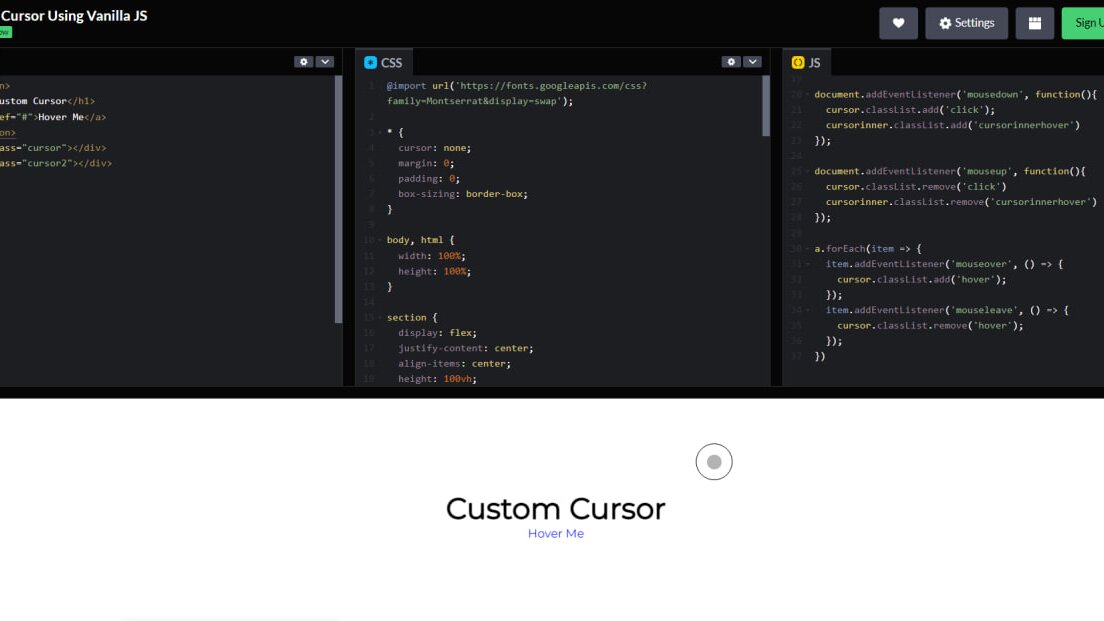 Cursor Using Vanilla JS
Settings
Sign U
n>
ustom Cursor</h1>
ef="#">Hover Me</a>
on>
ass="cursor"></div>
ass="cursor2"></div>
CSS
1 @import url('https://fonts.googleapis.com/css?
family=Montserrat&display=swap');
2
3 * {
4 cursor: none;
5 margin: 0;
6 padding: 0;
7 box-sizing: border-box;
8 }
9
10 body, html {
11 width: 100%;
12 height: 100%;
13 }
14
15 section {
16 display: flex;
17 justify-content: center;
18 align-items: center;
19 height: 100vh;
JS
19
20 document.addEventListener('mousedown', function(){
21 cursor.classList.add('click');
22 cursorinner.classList.add('cursorinnerhover')
23 });
24
25 document.addEventListener('mouseup', function(){
26 cursor.classList.remove('click')
27 cursorinner.classList.remove('cursorinnerhover')
28 });
29
30 a.forEach(item => {
31 item.addEventListener('mouseover', () => {
32 cursor.classList.add('hover');
33 });
34 item.addEventListener('mouseleave', () => {
35 cursor.classList.remove('hover');
36 });
37 })
Custom Cursor
Hover Me